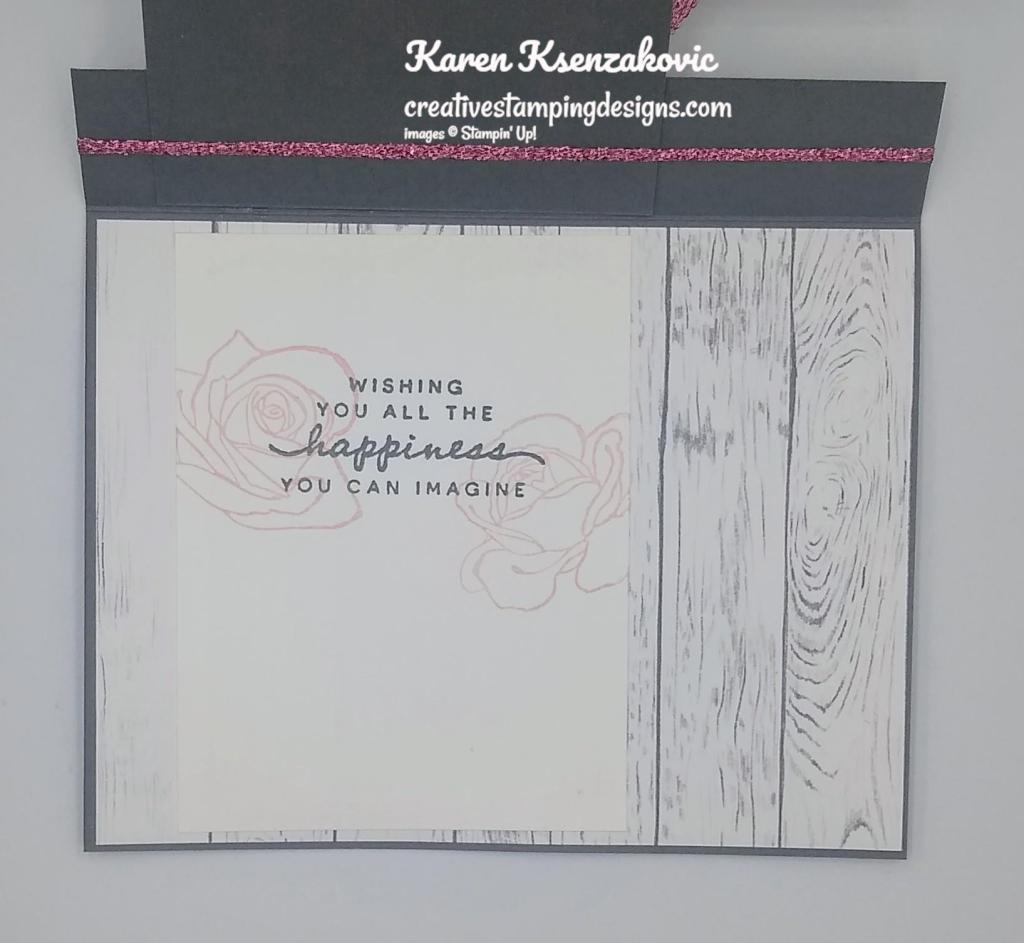 Karen Ksenzakovic
creativestampingdesigns.com
images © Stampin' Up!
WISHING
YOU ALL THE
happiness
YOU CAN IMAGINE